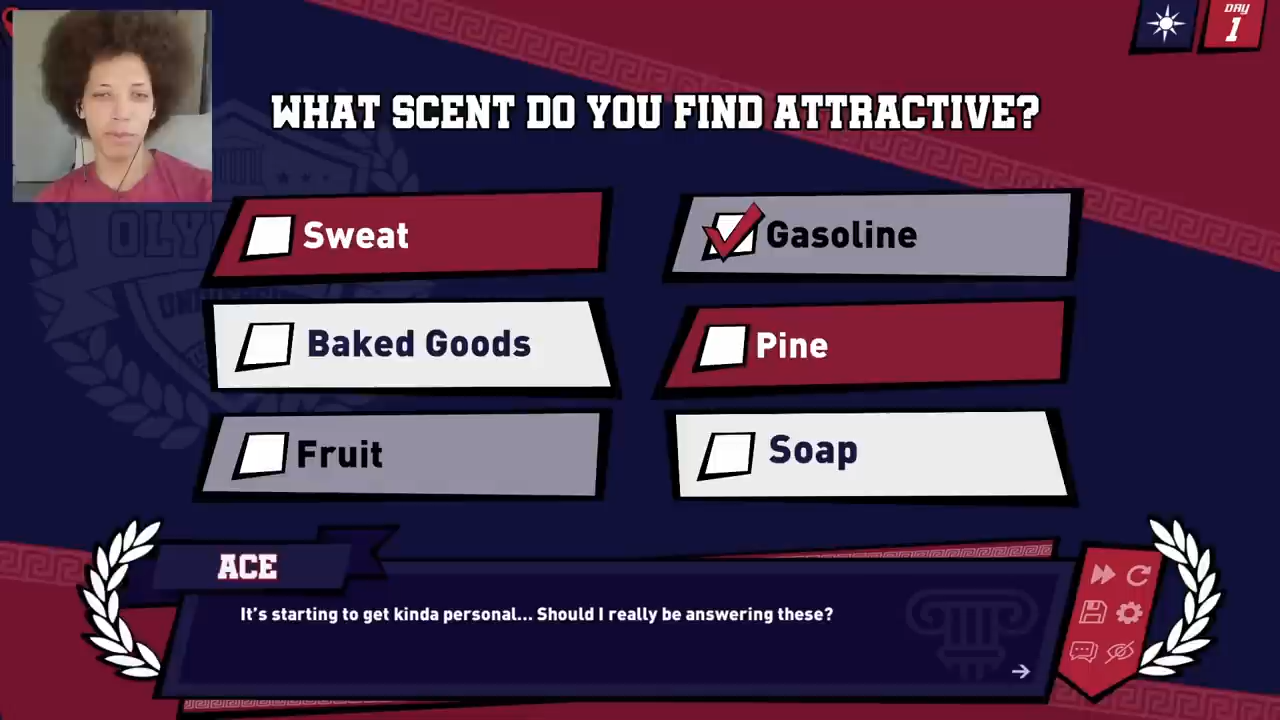 DAY
1
WHAT SCENT DO YOU FIND ATTRACTIVE?
Sweat
Gasoline
Baked Goods
Pine
Fruit
Soap
ACE
It's starting to get kinda personal... Should I really be answering these?